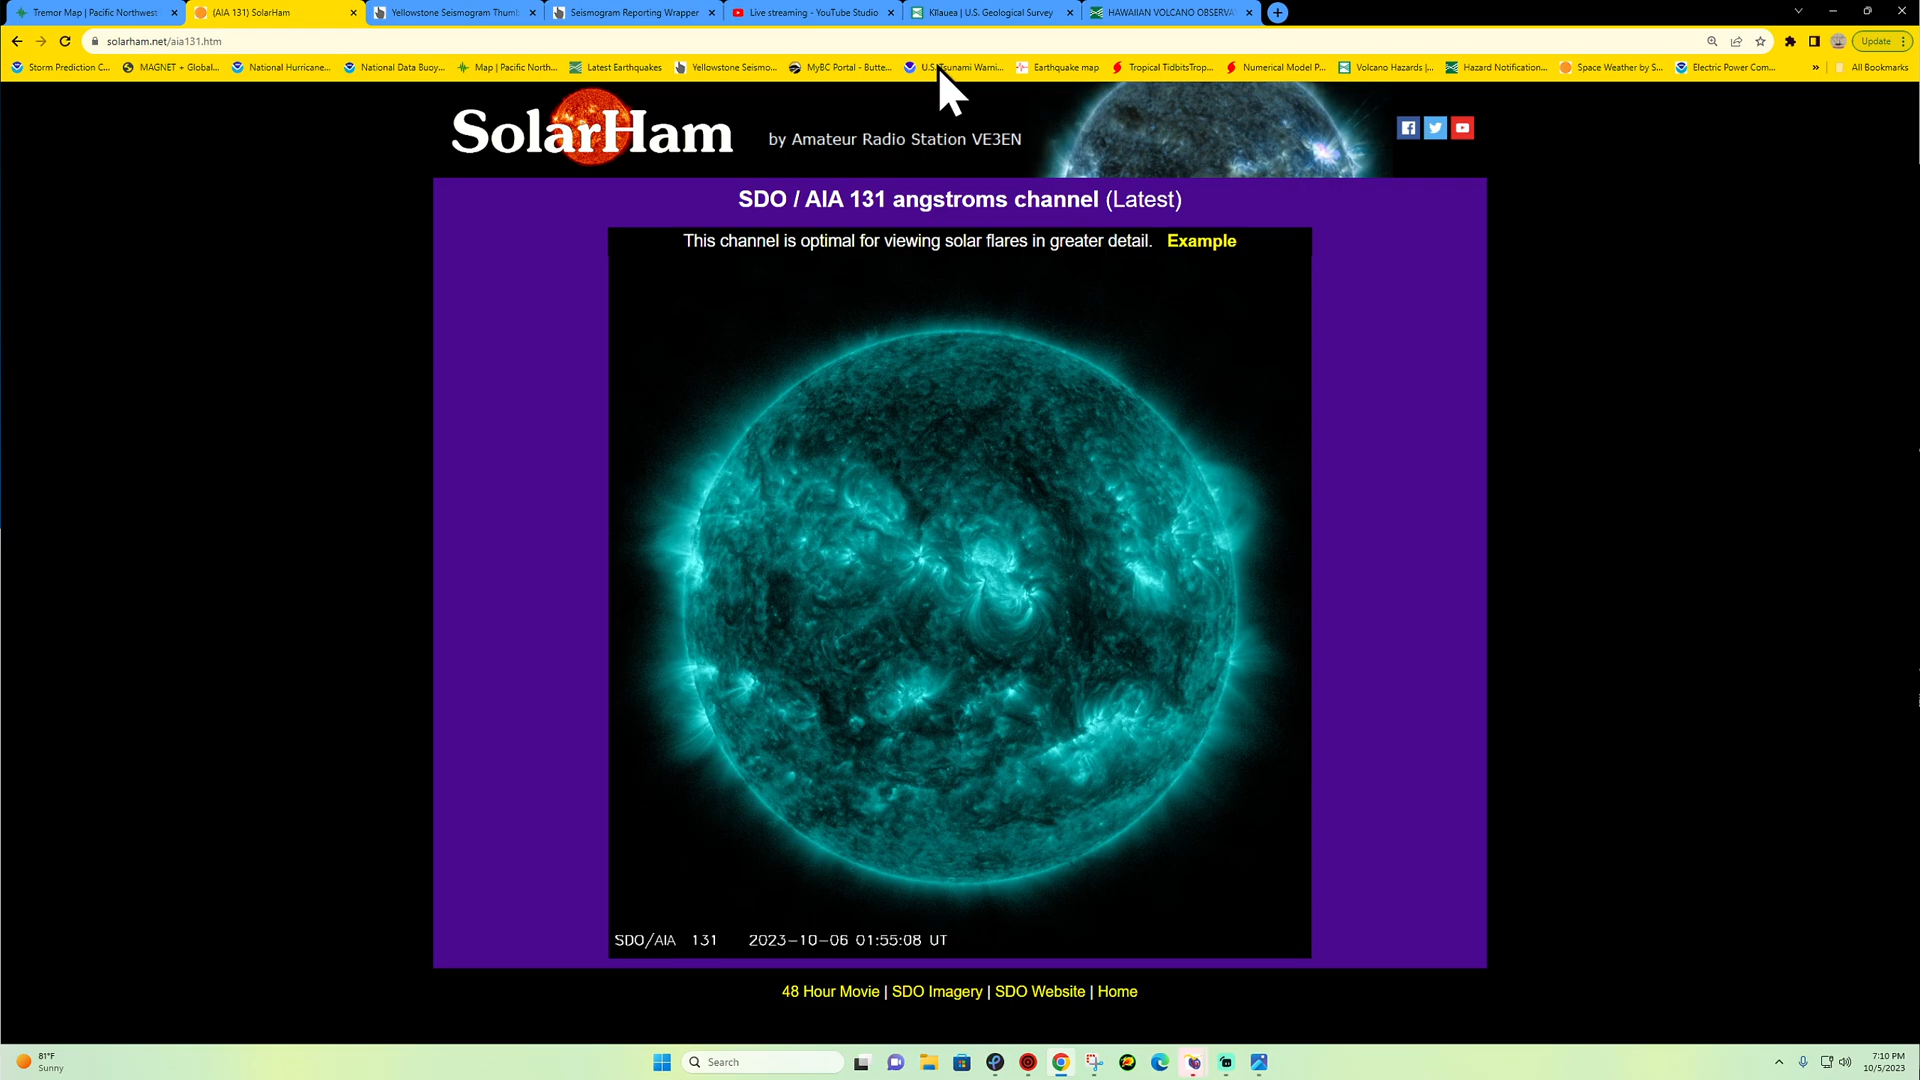 Tremor Map | Pacific Northwest
(AIA 131) SolarHam
Yellowstone Seismogram Thumb
Seismogram Reporting Wrapper
Live streaming - YouTube Studio
Kīlauea | U.S. Geological Survey
HAWAIIAN VOLCANO OBSERVA
solarham.net/aia131.htm
Update
Storm Prediction C...
MAGNET + Global...
National Hurricane...
National Data Buoy...
Map | Pacific North...
Latest Earthquakes
Yellowstone Seismo...
MyBC Portal - Butte...
U.S. Tsunami Warni...
Earthquake map
Tropical TidbitsTrop...
Numerical Model P...
Volcano Hazards |...
Hazard Notification...
Space Weather by S...
Electric Power Com...
»
All Bookmarks
SolarHam
by Amateur Radio Station VE3EN
SDO / AIA 131 angstroms channel (Latest)
This channel is optimal for viewing solar flares in greater detail. Example
SDO/AIA 131 2023-10-06 01:55:08 UT
48 Hour Movie | SDO Imagery | SDO Website | Home
81°F
Sunny
Search
7:10 PM
10/5/2023